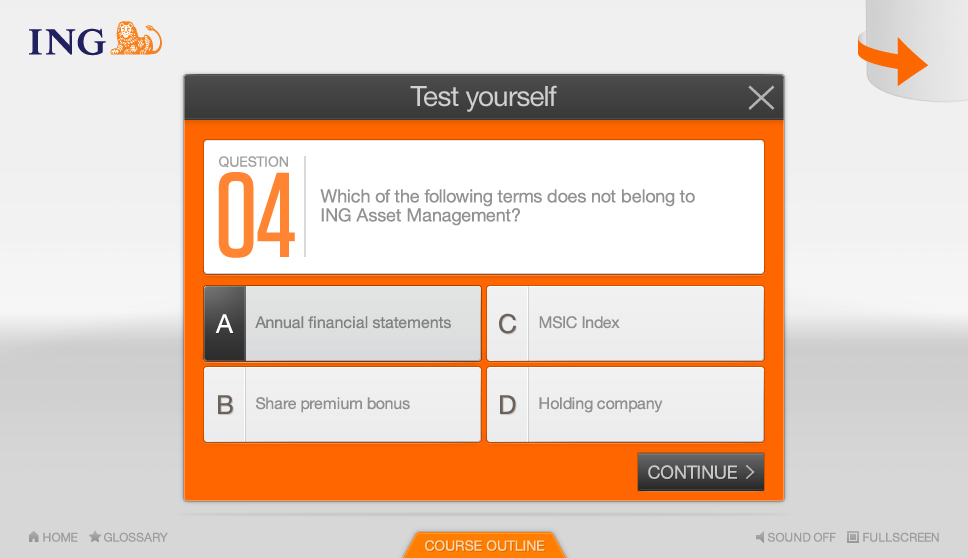 ING
Test yourself
QUESTION
04
Which of the following terms does not belong to
ING Asset Management?
A Annual financial statements
C MSIC Index
B Share premium bonus
D Holding company
CONTINUE
HOME
GLOSSARY
COURSE OUTLINE
SOUND OFF
FULLSCREEN